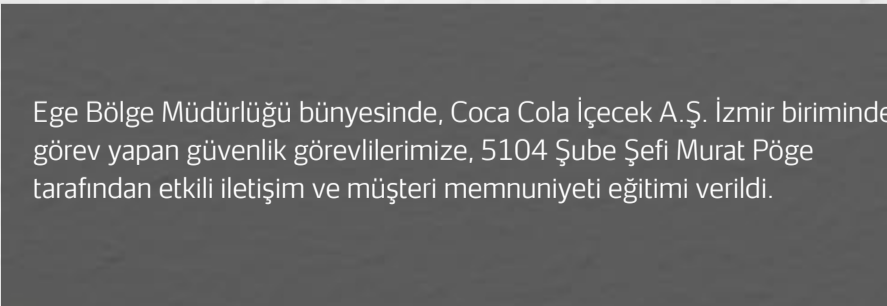 Ege Bölge Müdürlüğü bünyesinde, Coca Cola İçecek A.Ş. İzmir biriminde
görev yapan güvenlik görevlilerimize, 5104 Şube Şefi Murat Pöge
tarafından etkili iletişim ve müşteri memnuniyeti eğitimi verildi.